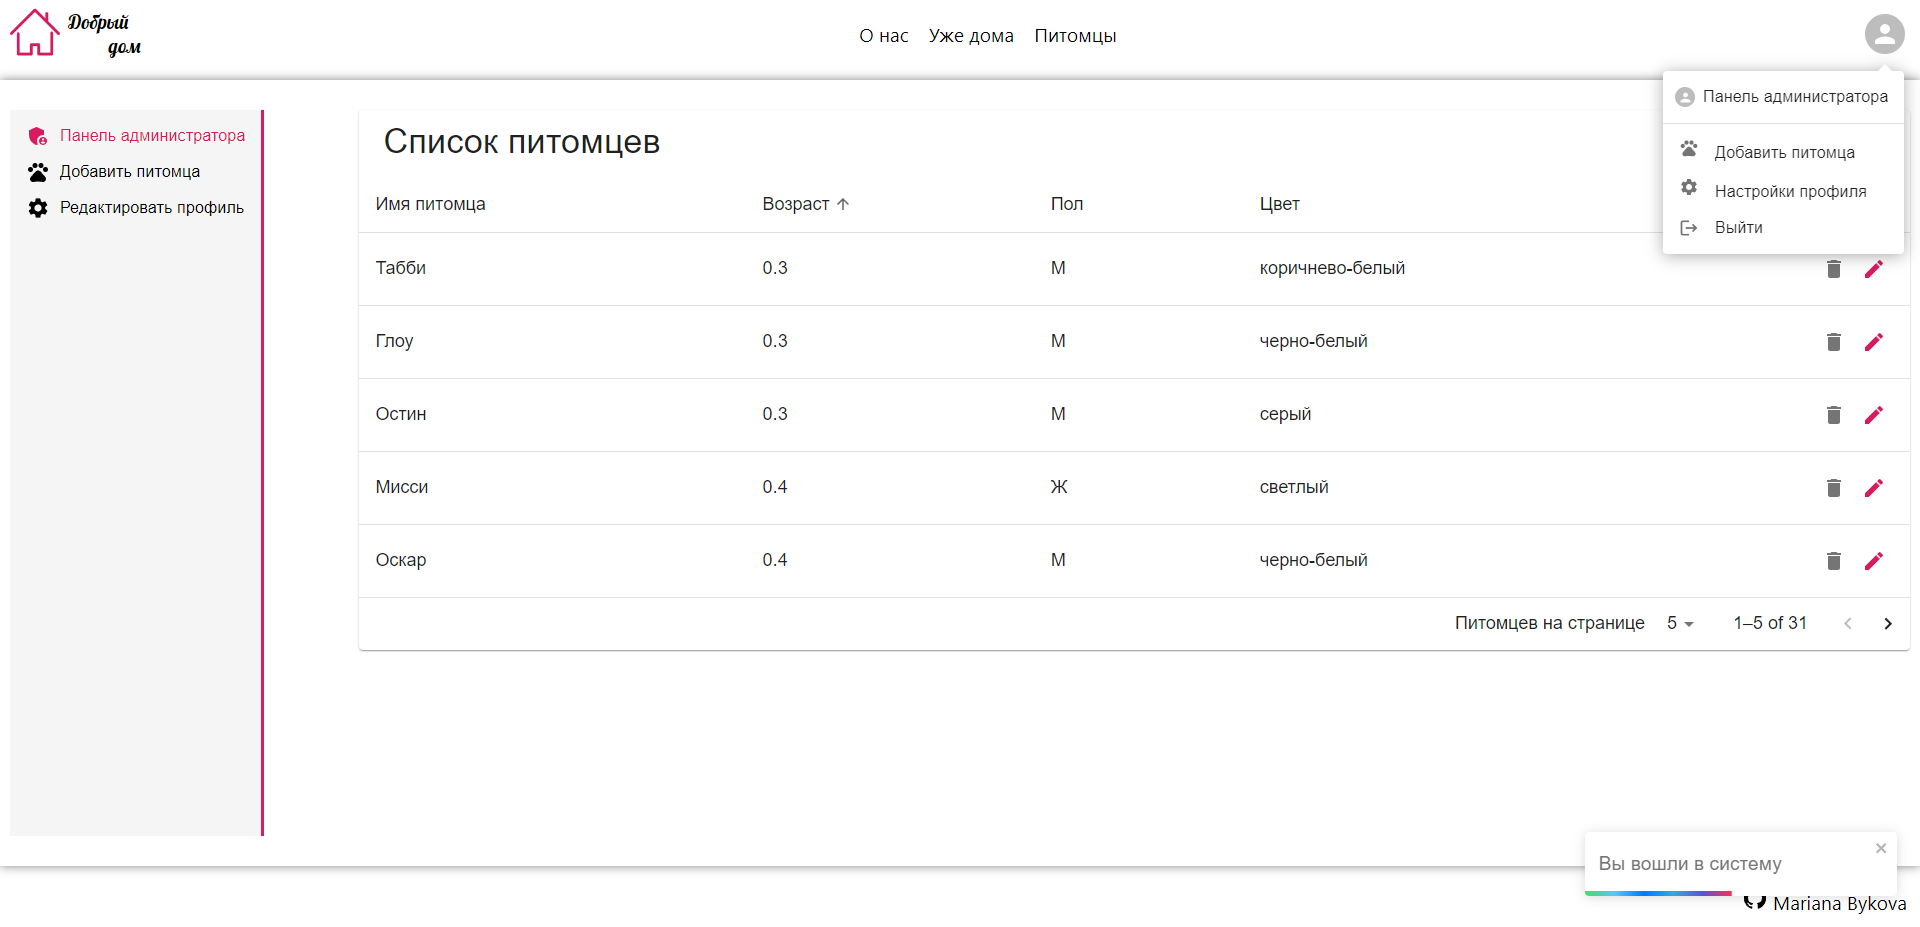 Добрый
дом
О нас Уже дома Питомцы
Панель администратора
Добавить питомца
Настройки профиля
Выйти
Панель администратора
Добавить питомца
Редактировать профиль
Список питомцев
Имя питомца Возраст Пол Цвет
Табби 0.3 М коричнево-белый
Глоу 0.3 М черно-белый
Остин 0.3 М серый
Мисси 0.4 Ж светлый
Оскар 0.4 М черно-белый
Питомцев на странице 5 1–5 of 31
Вы вошли в систему
Mariana Bykova